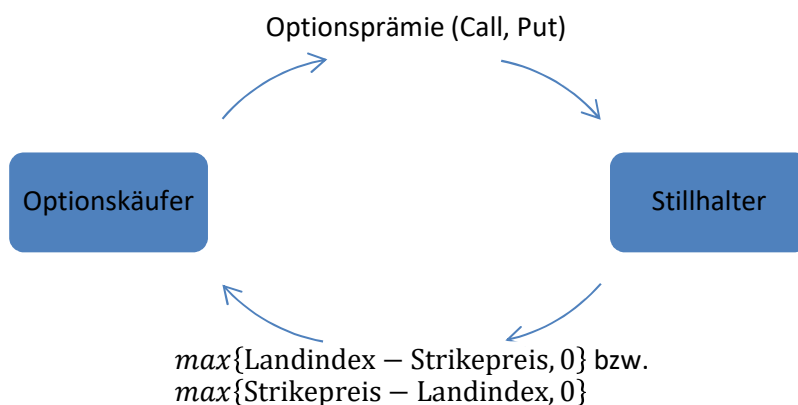 Optionsprämie (Call, Put)
Optionskäufer
Stillhalter
max{Landindex − Strikepreis, 0} bzw.
max{Strikepreis − Landindex, 0}